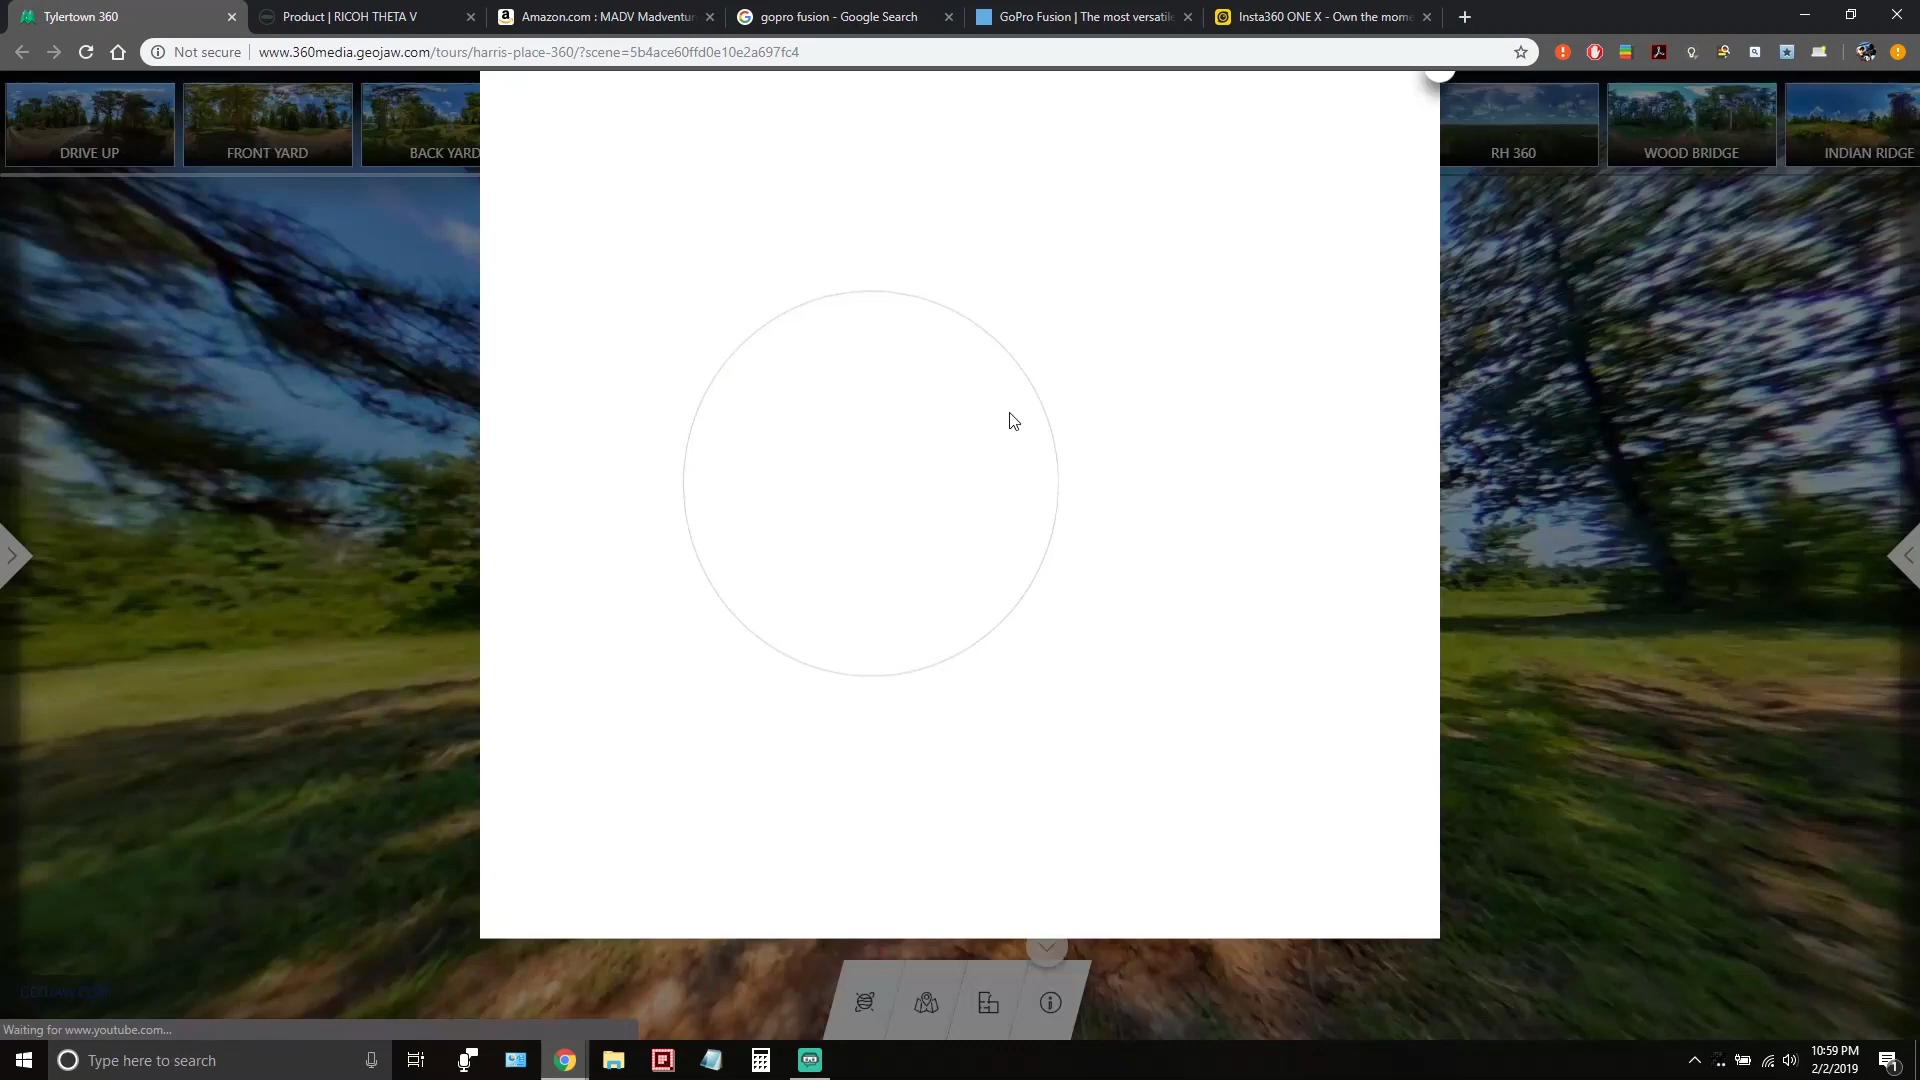 Tylertown 360
Product | RICOH THETA V
Amazon.com : MADV Madventur
gopro fusion - Google Search
GoPro Fusion | The most versatile
Insta360 ONE X - Own the mome
Not secure
www.360media.geojaw.com/tours/harris-place-360/?scene=5b4ace60ffd0e10e2a697fc4
DRIVE UP
FRONT YARD
BACK YARD
RH 360
WOOD BRIDGE
INDIAN RIDGE
Waiting for www.youtube.com...
Type here to search
10:59 PM
2/2/2019
1